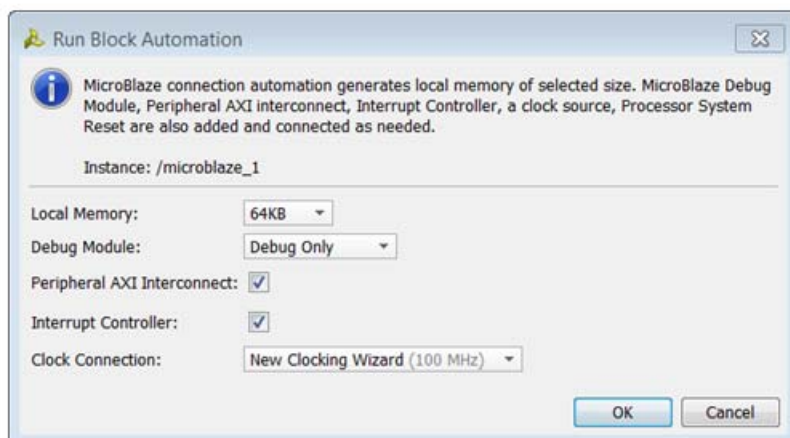 Run Block Automation
MicroBlaze connection automation generates local memory of selected size. MicroBlaze Debug
Module, Peripheral AXI interconnect, Interrupt Controller, a clock source, Processor System
Reset are also added and connected as needed.
Instance: /microblaze_1
Local Memory: 64KB
Debug Module: Debug Only
Peripheral AXI Interconnect:
Interrupt Controller:
Clock Connection: New Clocking Wizard (100 MHz)
OK Cancel